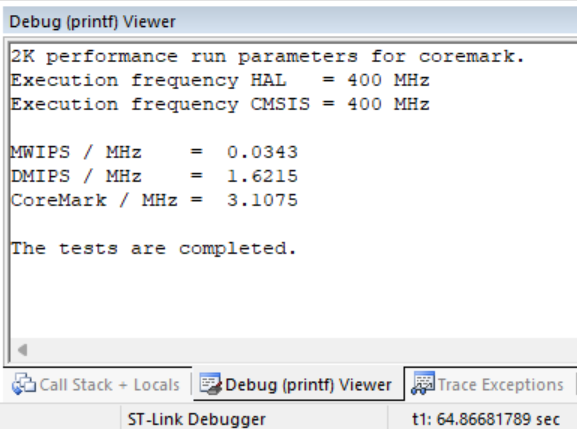 Debug (printf) Viewer
2K performance run parameters for coremark.
Execution frequency HAL   = 400 MHz
Execution frequency CMSIS = 400 MHz
MWIPS / MHz    =  0.0343
DMIPS / MHz    =  1.6215
CoreMark / MHz =  3.1075
The tests are completed.
Call Stack + Locals Debug (printf) Viewer Trace Exceptions
ST-Link Debugger t1: 64.86681789 sec